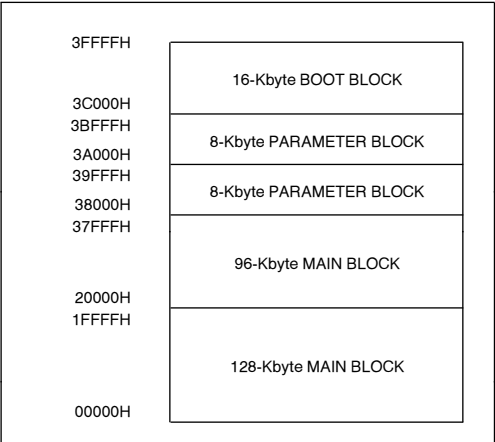 3FFFFH
16-Kbyte BOOT BLOCK
3C000H
3BFFFH
8-Kbyte PARAMETER BLOCK
3A000H
39FFFH
8-Kbyte PARAMETER BLOCK
38000H
37FFFH
96-Kbyte MAIN BLOCK
20000H
1FFFFH
128-Kbyte MAIN BLOCK
00000H